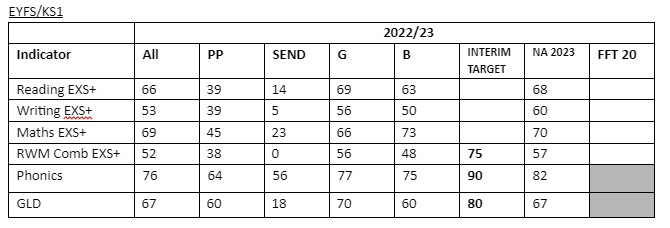 EYFS/KS1
2022/23
Indicator All PP SEND G B INTERIM TARGET NA 2023 FFT 20
Reading EXS+ 66 39 14 69 63 68
Writing EXS+ 53 39 5 56 50 60
Maths EXS+ 69 45 23 66 73 70
RWM Comb EXS+ 52 38 0 56 48 75 57
Phonics 76 64 56 77 75 90 82
GLD 67 60 18 70 60 80 67